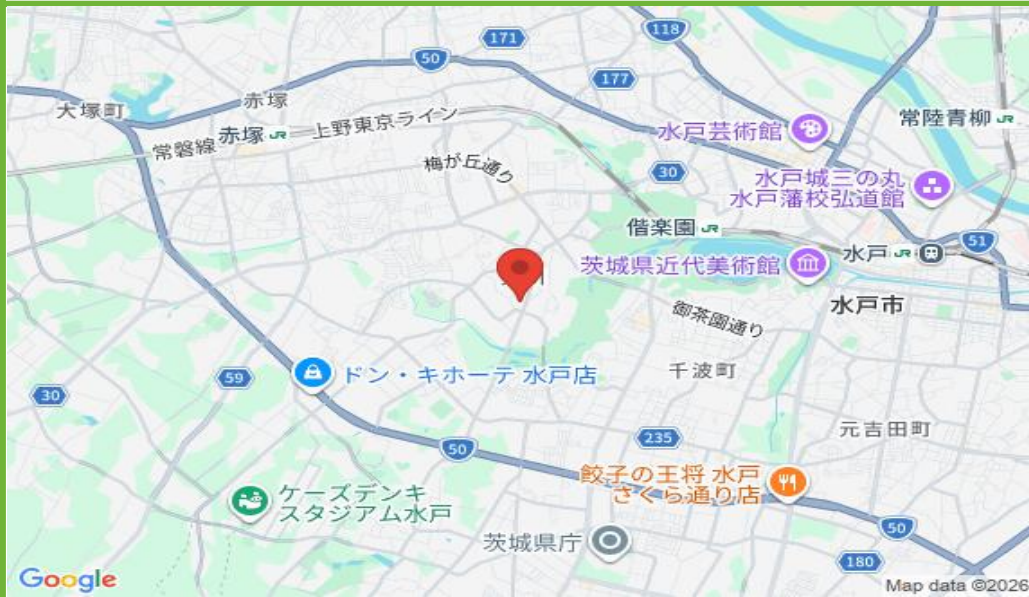 171
118
50
177
大塚町
赤塚
赤塚 JR
上野東京ライン
常磐線
水戸芸術館
常陸青柳 JR
梅が丘通り
30
水戸城三の丸
水戸藩校弘道館
偕楽園 JR
51
水戸 JR
茨城県近代美術館
水戸市
御茶園通り
59
ドン・キホーテ 水戸店
千波町
30
元吉田町
235
50
餃子の王将 水戸
さくら通り店
ケーズデンキ
スタジアム水戸
50
茨城県庁
180
Google
Map data ©2026